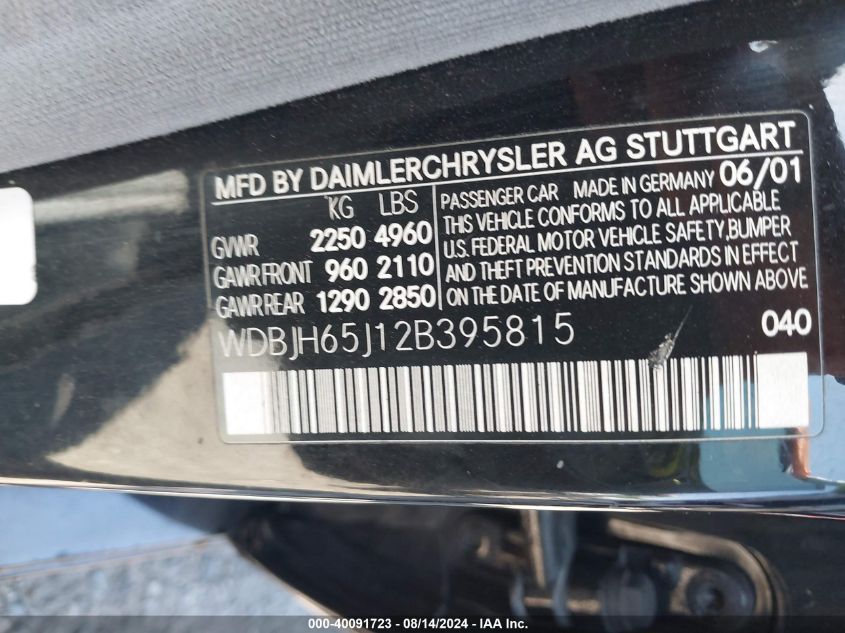 MFD BY DAIMLERCHRYSLER AG STUTTGART
KG LBS
GVWR 2250 4960
GAWR FRONT 960 2110
GAWR REAR 1290 2850
PASSENGER CAR MADE IN GERMANY 06/01
THIS VEHICLE CONFORMS TO ALL APPLICABLE
U.S. FEDERAL MOTOR VEHICLE SAFETY,BUMPER
AND THEFT PREVENTION STANDARDS IN EFFECT
ON THE DATE OF MANUFACTURE SHOWN ABOVE
WDBJH65J12B395815 040
000-40091723 - 08/14/2024 - IAA, Inc.